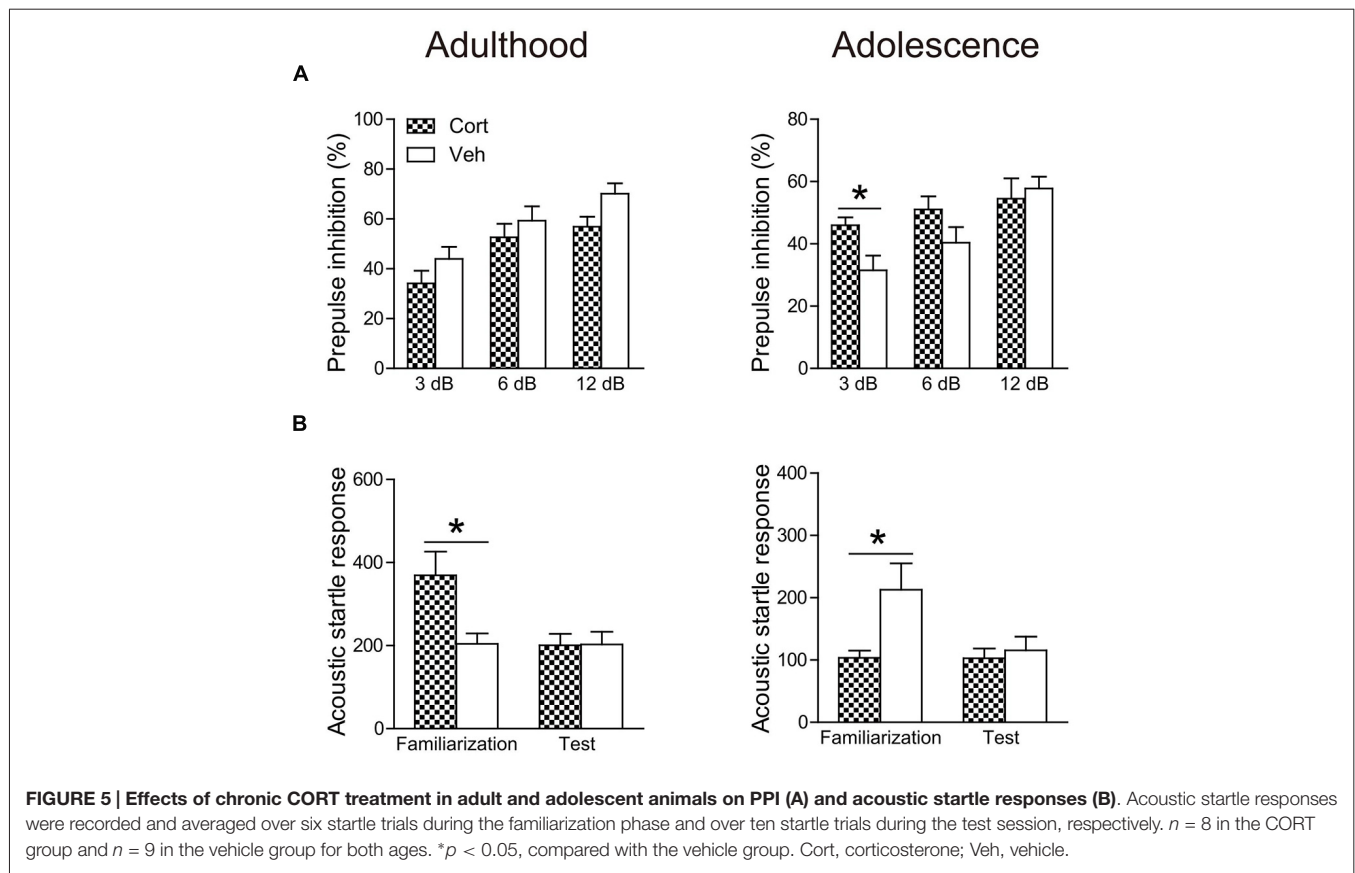 Adulthood
Adolescence
A
Prepulse inhibition (%)
100
80
60
40
20
0
Cort
Veh
3 dB 6 dB 12 dB
Prepulse inhibition (%)
80
60
40
20
0
*
3 dB 6 dB 12 dB
B
Acoustic startle response
600
400
200
0
*
Familiarization Test
Acoustic startle response
400
300
200
100
0
*
Familiarization Test
FIGURE 5 | Effects of chronic CORT treatment in adult and adolescent animals on PPI (A) and acoustic startle responses (B). Acoustic startle responses
were recorded and averaged over six startle trials during the familiarization phase and over ten startle trials during the test session, respectively. n = 8 in the CORT
group and n = 9 in the vehicle group for both ages. *p < 0.05, compared with the vehicle group. Cort, corticosterone; Veh, vehicle.